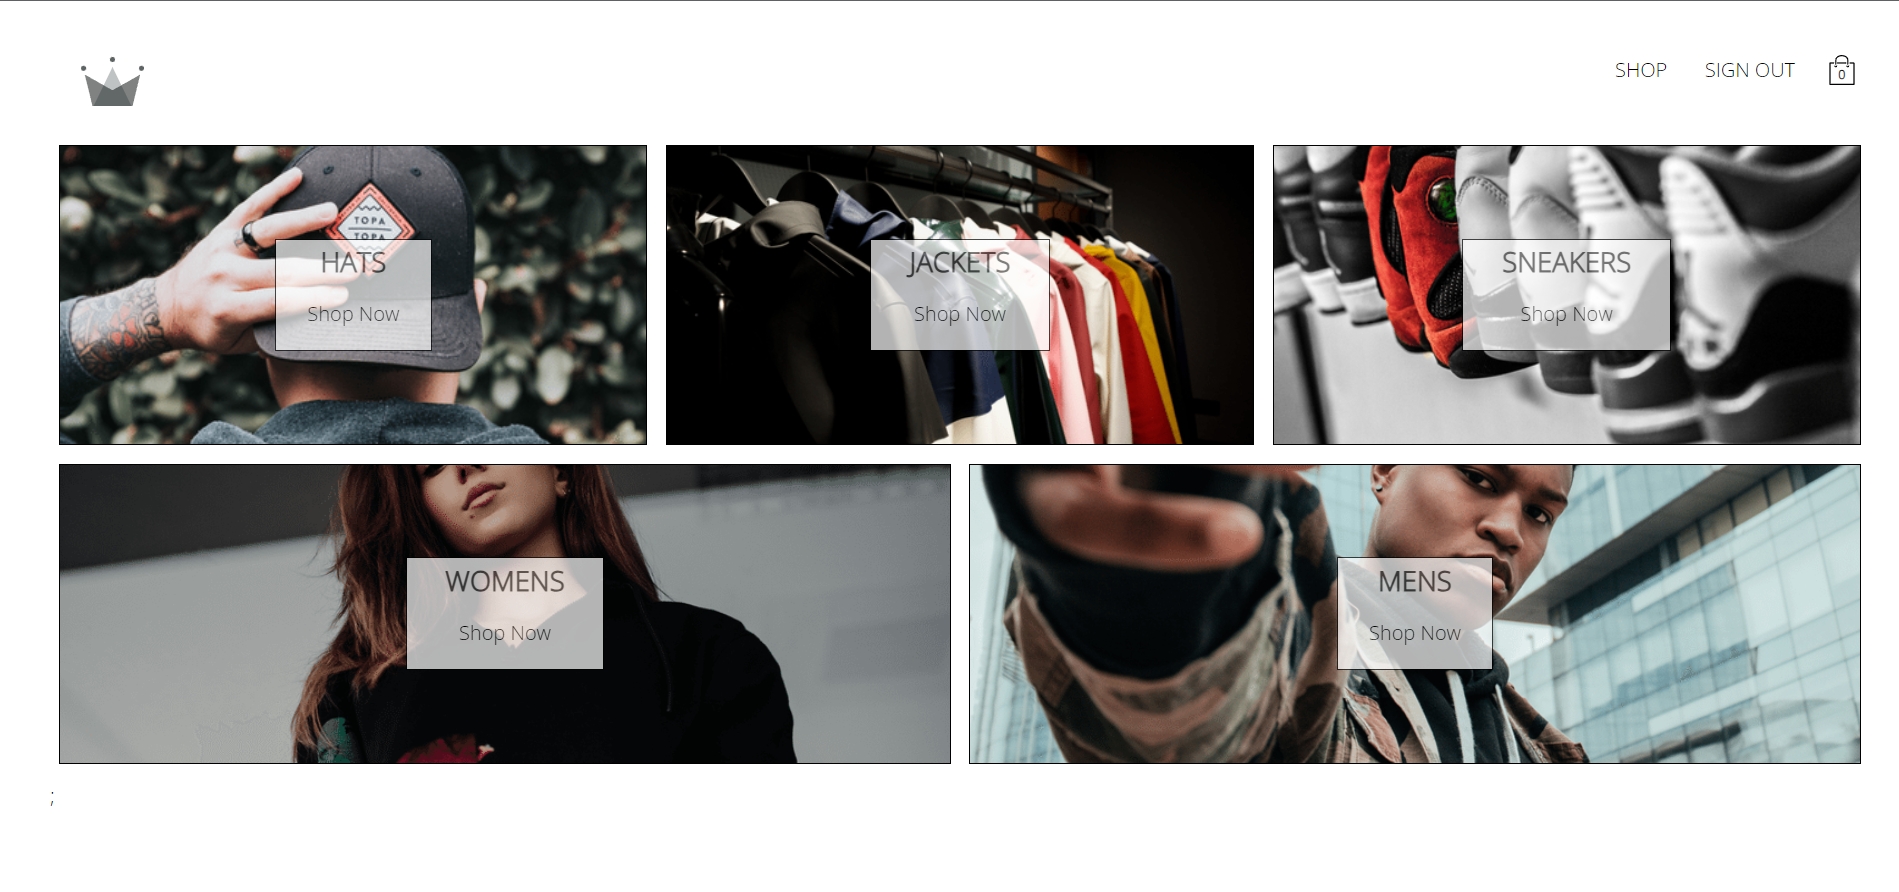 SHOP
SIGN OUT
0
TOPA
TOPA
HATS
Shop Now
JACKETS
Shop Now
SNEAKERS
Shop Now
WOMENS
Shop Now
MENS
Shop Now
;